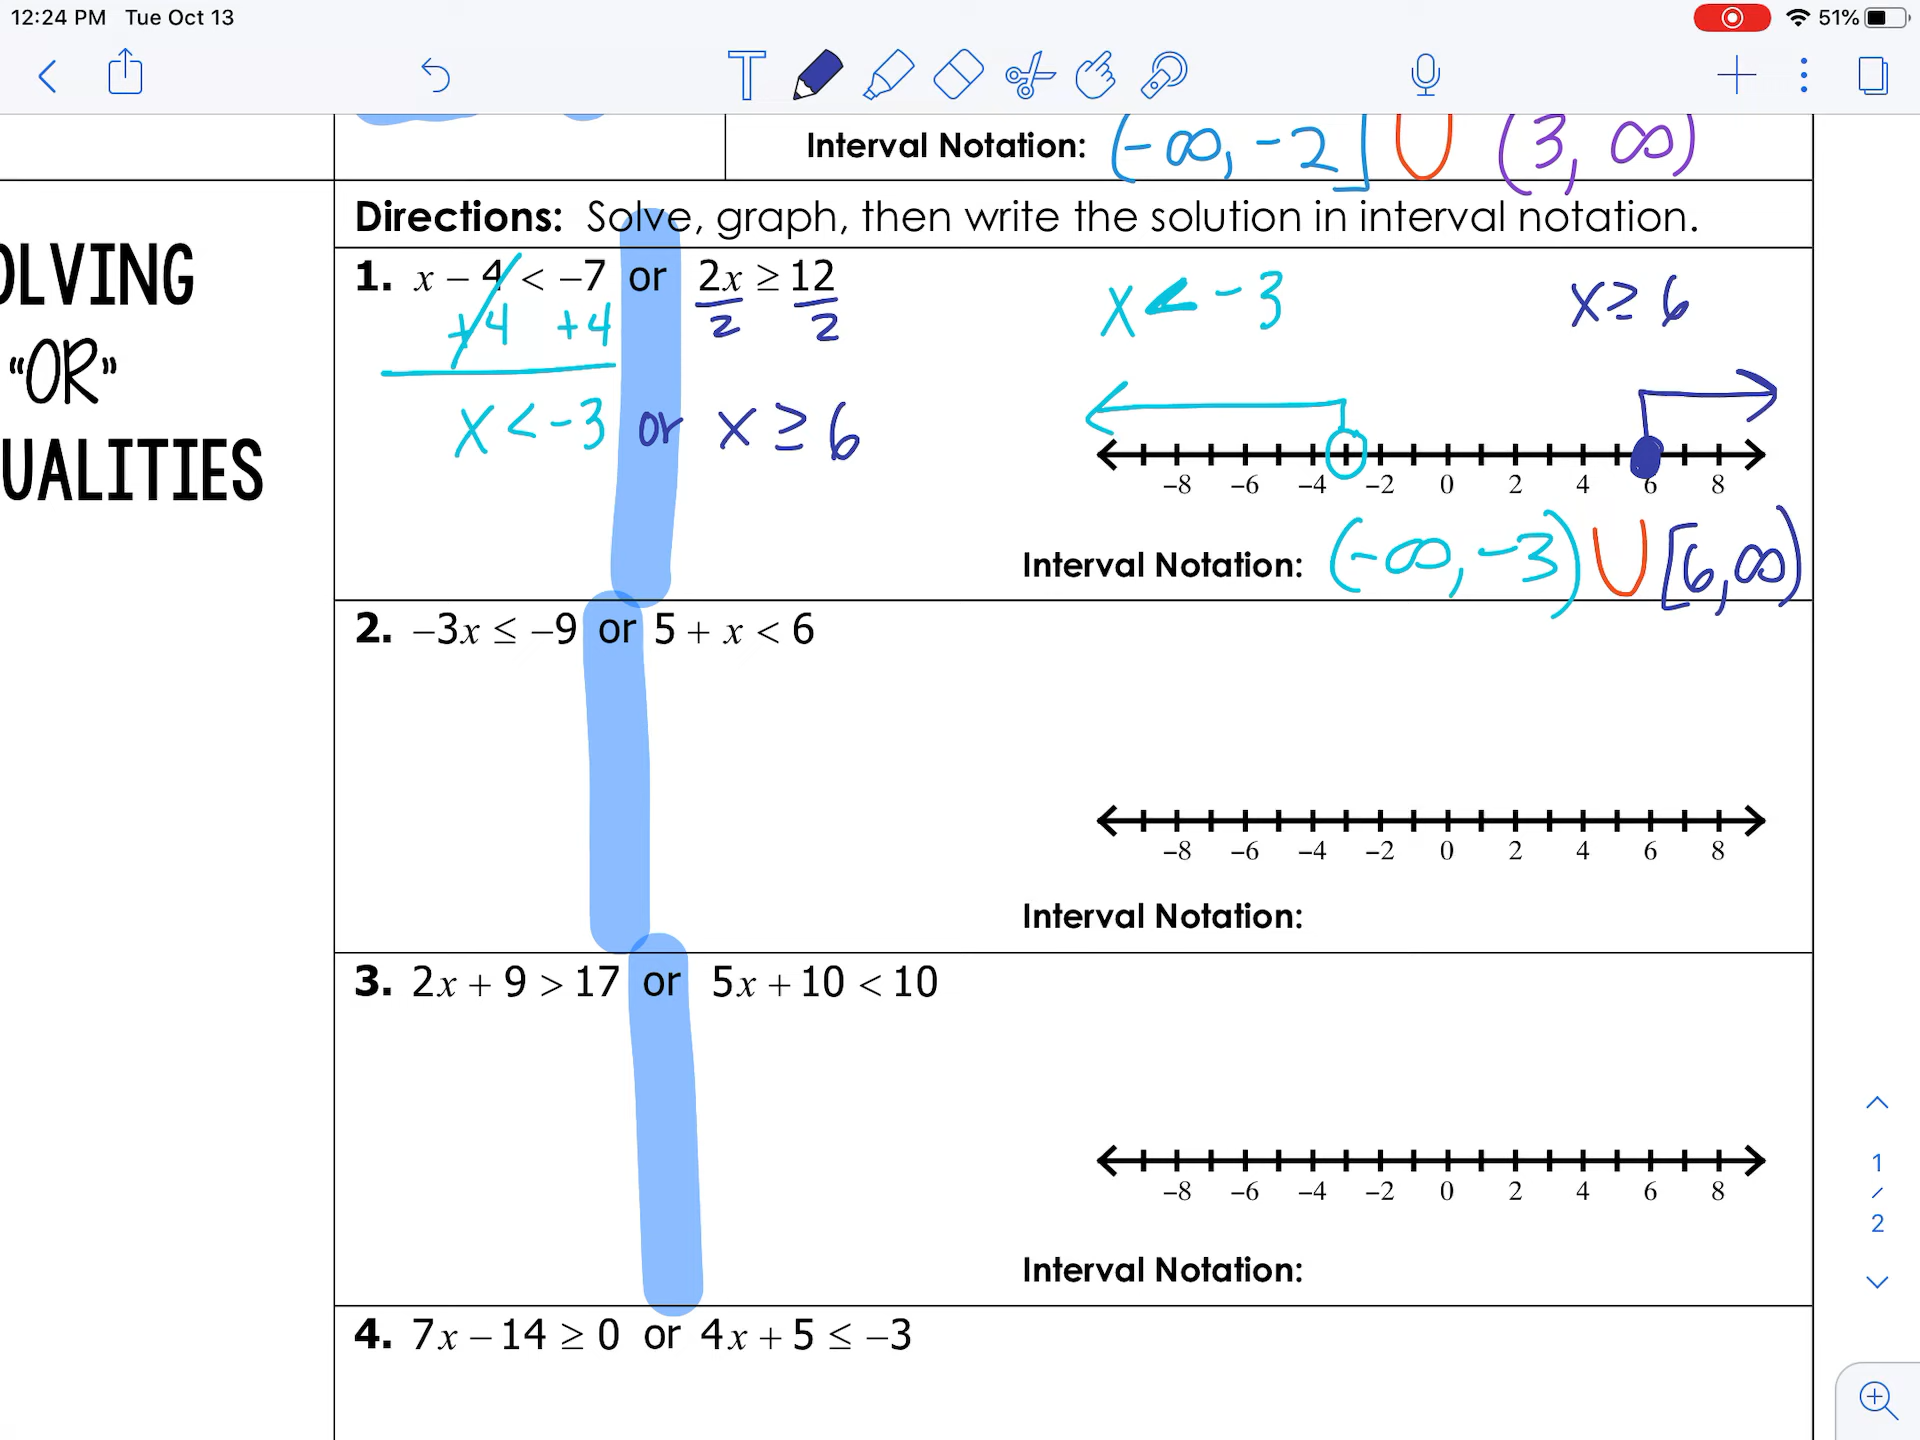 12:24 PM Tue Oct 13
51%
Interval Notation: (-∞, -2] ∪ (3, ∞)
Directions: Solve, graph, then write the solution in interval notation.
OLVING
"OR"
UALITIES
1. x – 4 < –7 or 2x ≥ 12
+4 +4 2 2
x < -3 or x ≥ 6
x < -3 x ≥ 6
–8 –6 –4 –2 0 2 4 6 8
Interval Notation: (-∞, -3) ∪ [6, ∞)
2. –3x ≤ –9 or 5 + x < 6
–8 –6 –4 –2 0 2 4 6 8
Interval Notation:
3. 2x + 9 > 17 or 5x + 10 < 10
–8 –6 –4 –2 0 2 4 6 8
Interval Notation:
4. 7x – 14 ≥ 0 or 4x + 5 ≤ –3
1
/
2